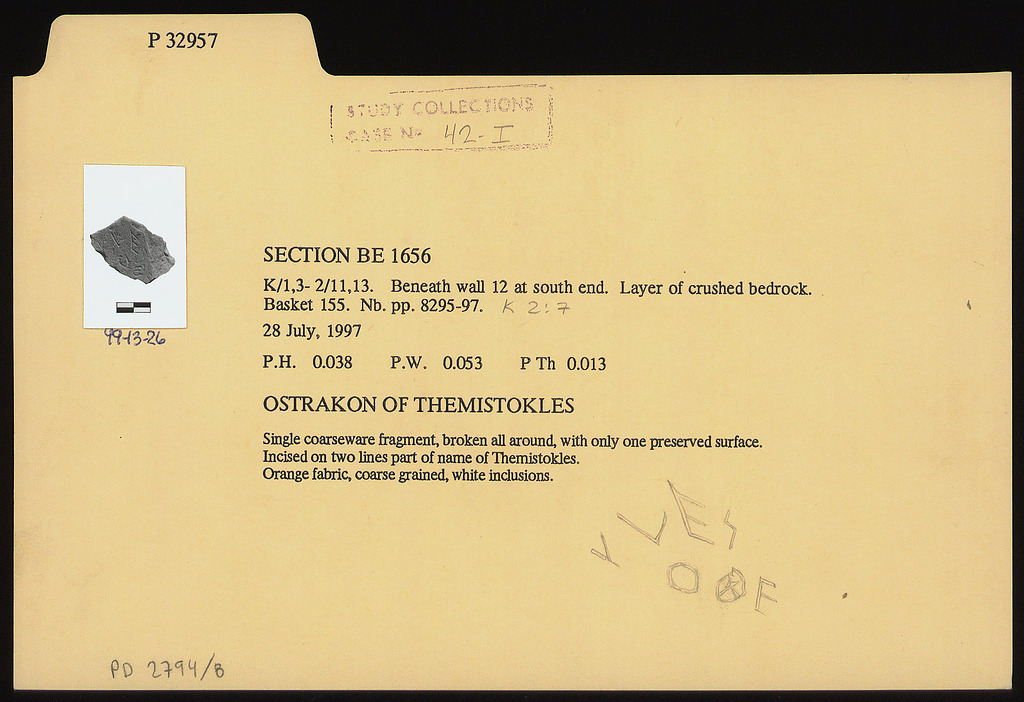 P 32957
STUDY COLLECTIONS
CASE Nº 42-I
SECTION BE 1656
K/1,3- 2/11,13. Beneath wall 12 at south end. Layer of crushed bedrock.
Basket 155. Nb. pp. 8295-97. K 2:7
99-13-26
28 July, 1997
P.H. 0.038 P.W. 0.053 P Th 0.013
OSTRAKON OF THEMISTOKLES
Single coarseware fragment, broken all around, with only one preserved surface.
Incised on two lines part of name of Themistokles.
Orange fabric, coarse grained, white inclusions.
PD 2794/B